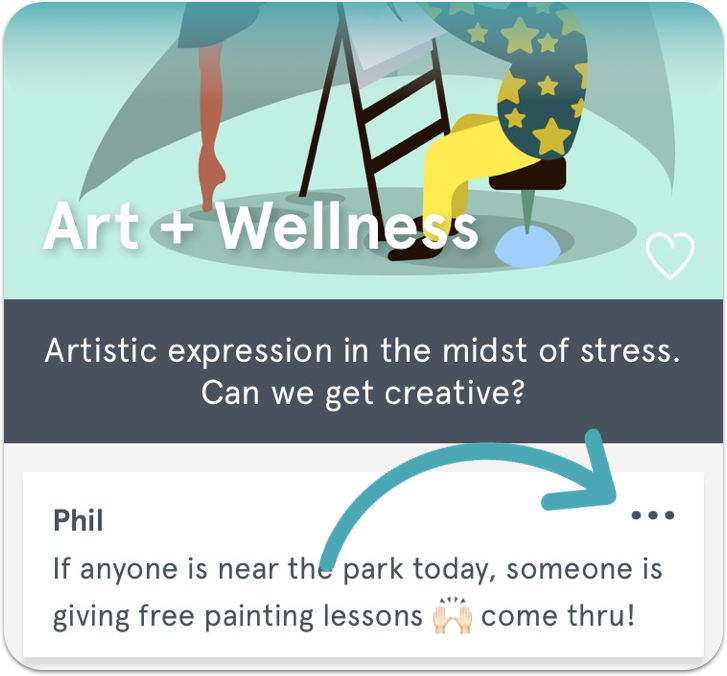 Art + Wellness
Artistic expression in the midst of stress.
Can we get creative?
Phil
If anyone is near the park today, someone is
giving free painting lessons 🙌🏻 come thru!